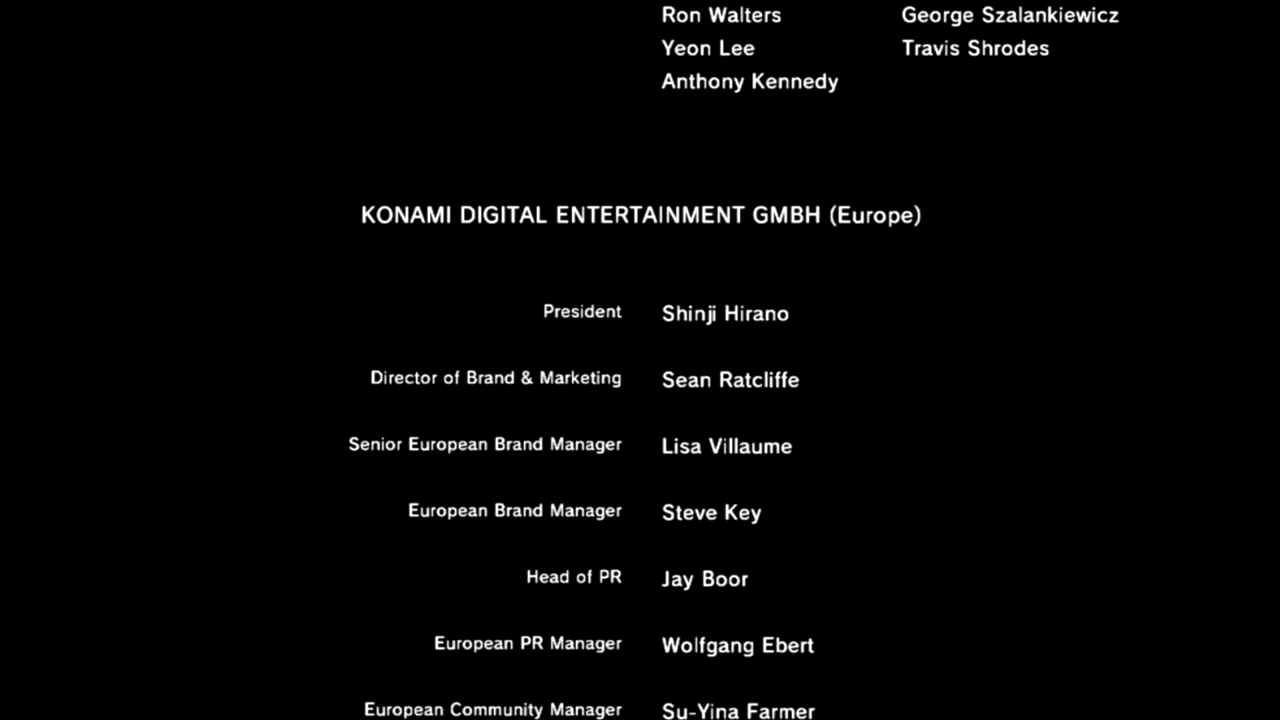 Ron Walters George Szalankiewicz
Yeon Lee Travis Shrodes
Anthony Kennedy
KONAMI DIGITAL ENTERTAINMENT GMBH (Europe)
President Shinji Hirano
Director of Brand & Marketing Sean Ratcliffe
Senior European Brand Manager Lisa Villaume
European Brand Manager Steve Key
Head of PR Jay Boor
European PR Manager Wolfgang Ebert
European Community Manager Su-Yina Farmer